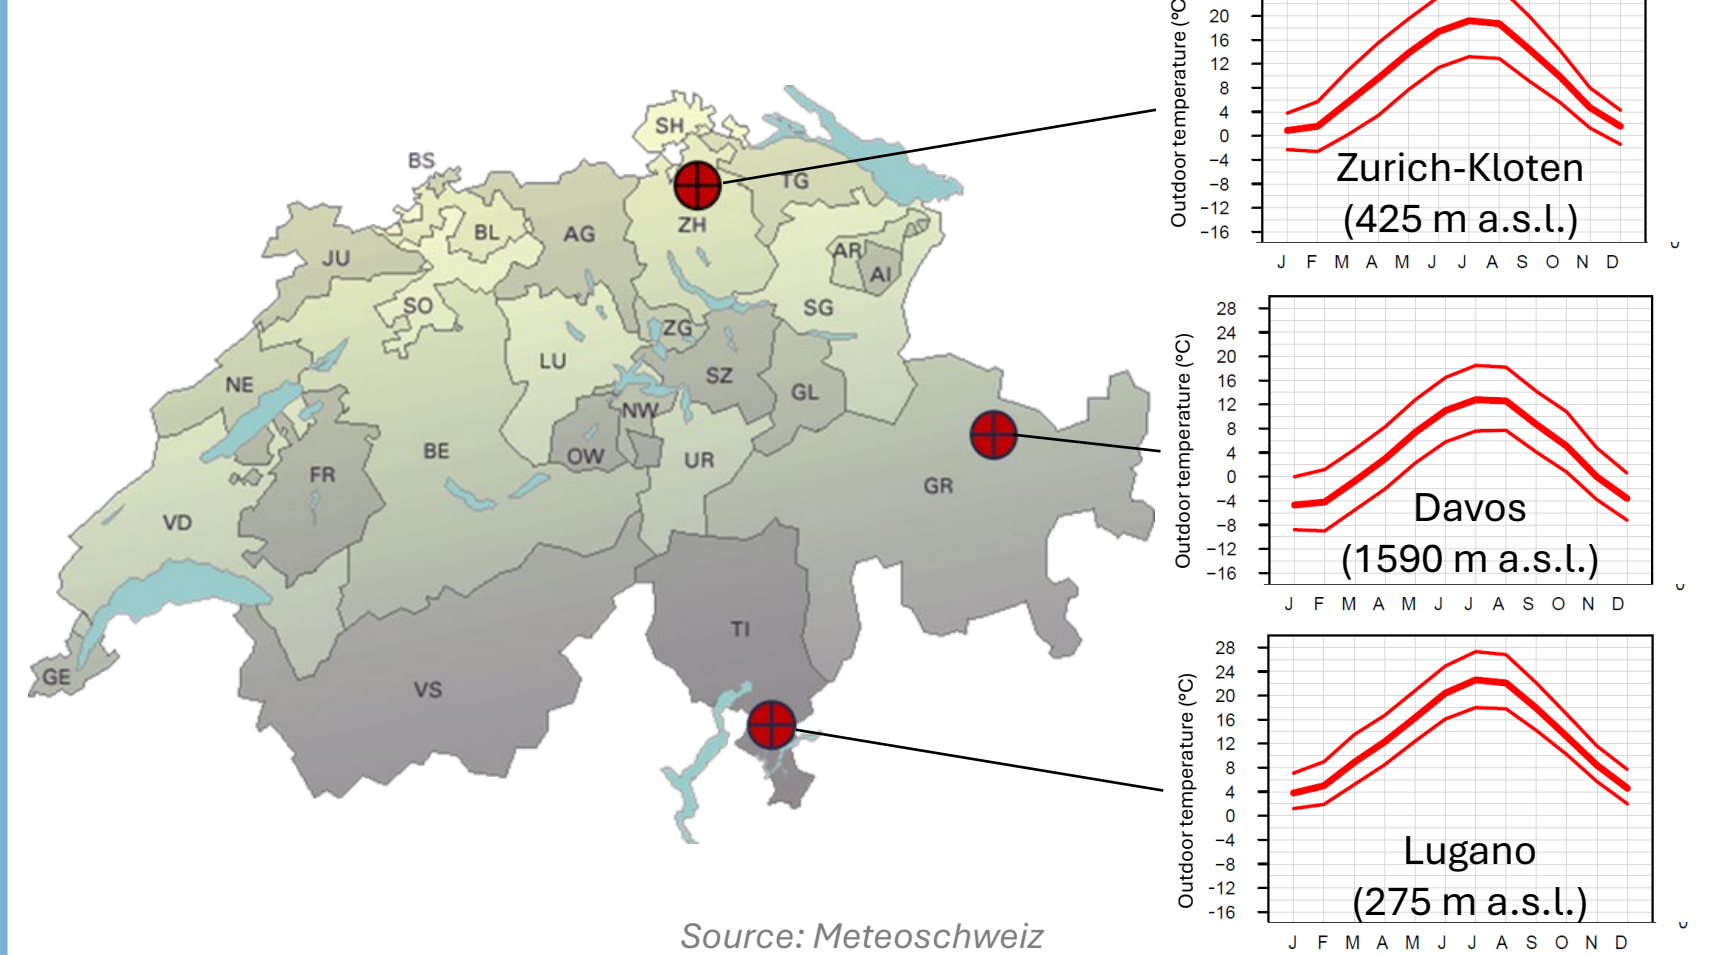 SH
BS
TG
ZH
BL
AG
JU
AR
AI
SO
SG
ZG
LU
NE
SZ
GL
NW
BE
OW
UR
FR
GR
VD
TI
GE
VS
Source: Meteoschweiz
Outdoor temperature (°C)
20
16
12
8
4
0
−4
−8
−12
−16
Zurich-Kloten
(425 m a.s.l.)
J F M A M J J A S O N D
Outdoor temperature (°C)
28
24
20
16
12
8
4
0
−4
−8
−12
−16
Davos
(1590 m a.s.l.)
J F M A M J J A S O N D
Outdoor temperature (°C)
28
24
20
16
12
8
4
0
−4
−8
−12
−16
Lugano
(275 m a.s.l.)
J F M A M J J A S O N D